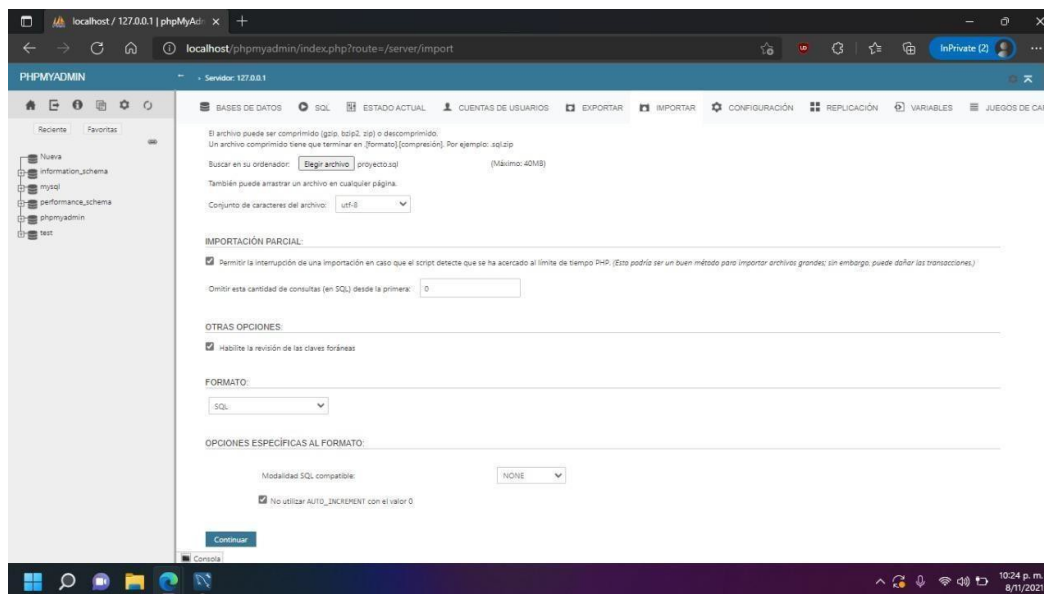 localhost / 127.0.0.1 | phpMyAd
localhost/phpmyadmin/index.php?route=/server/import
InPrivate (2)
PHPMYADMIN
Servidor: 127.0.0.1
BASES DE DATOS SQL ESTADO ACTUAL CUENTAS DE USUARIOS EXPORTAR IMPORTAR CONFIGURACIÓN REPLICACIÓN VARIABLES JUEGOS DE CA
Reciente Favoritas
Nueva
information_schema
mysql
performance_schema
phpmyadmin
test
El archivo puede ser comprimido (gzip, bzip2, zip) o descomprimido.
Un archivo comprimido tiene que terminar en .[formato].[compresión]. Por ejemplo: .sql.zip
Buscar en su ordenador: Elegir archivo proyecto.sql (Máximo: 40MB)
También puede arrastrar un archivo en cualquier página.
Conjunto de caracteres del archivo: utf-8
IMPORTACIÓN PARCIAL:
Permitir la interrupción de una importación en caso que el script detecte que se ha acercado al límite de tiempo PHP. (Esto podría ser un buen método para importar archivos grandes; sin embargo, puede dañar las transacciones.)
Omitir esta cantidad de consultas (en SQL) desde la primera: 0
OTRAS OPCIONES:
Habilite la revisión de las claves foráneas
FORMATO:
SQL
OPCIONES ESPECÍFICAS AL FORMATO:
Modalidad SQL compatible: NONE
No utilizar AUTO_INCREMENT con el valor 0
Continuar
Consola
10:24 p. m.
8/11/2021